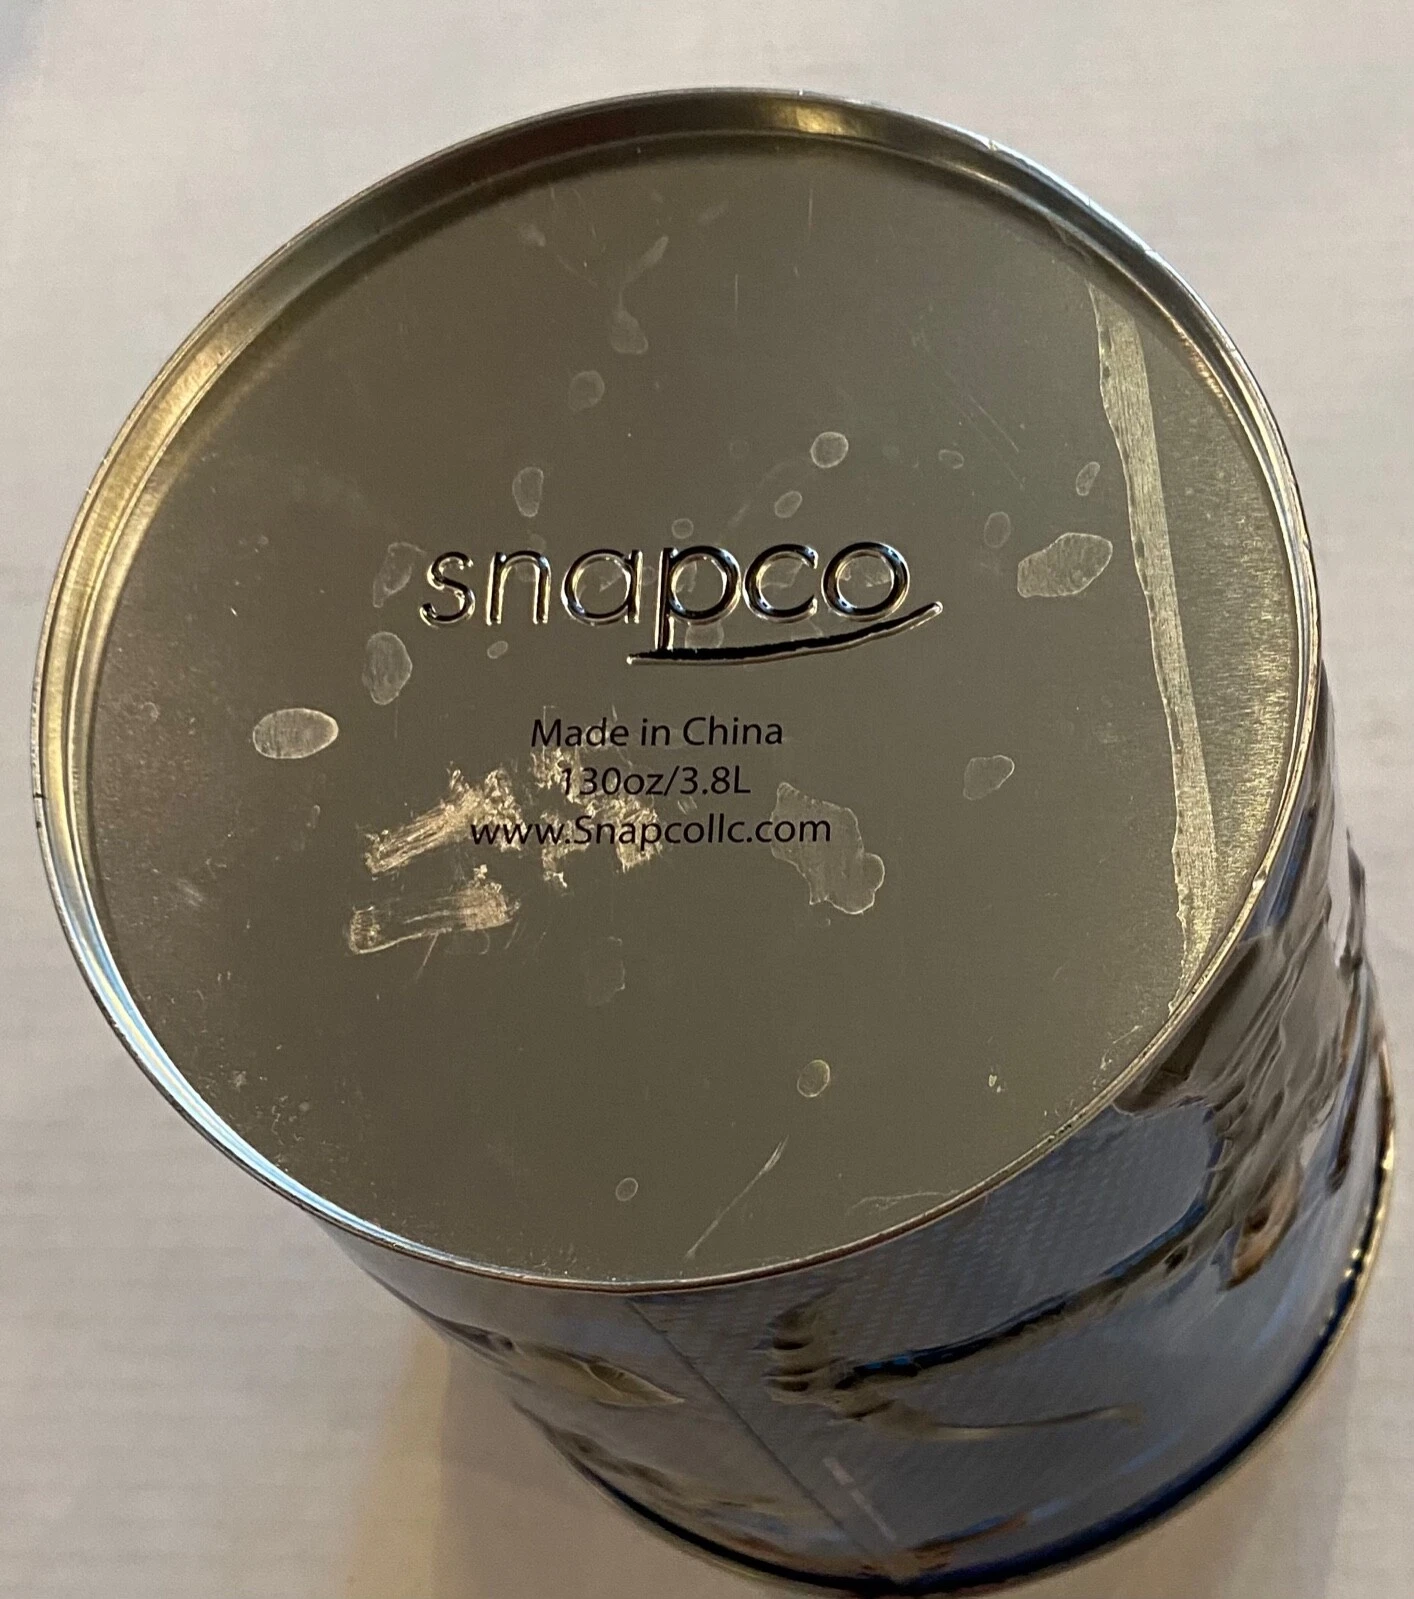 snapco
Made in China
130oz/3.8L
www.Snapcollc.com